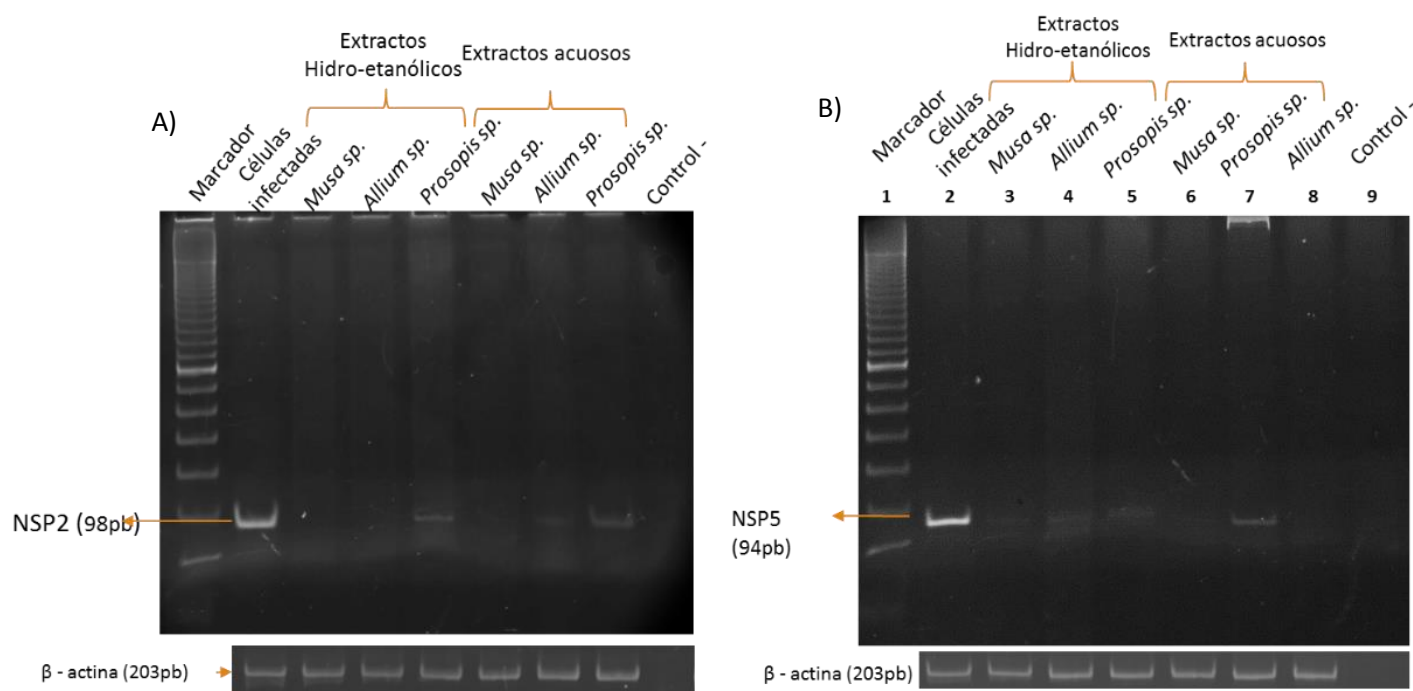 A)
Extractos
Hidro-etanólicos
Extractos acuosos
Marcador
Células
infectadas
Musa sp.
Allium sp.
Prosopis sp.
Musa sp.
Allium sp.
Prosopis sp.
Control -
NSP2 (98pb)
β - actina (203pb)
B)
Extractos
Hidro-etanólicos
Extractos acuosos
Marcador
Células
infectadas
Musa sp.
Allium sp.
Prosopis sp.
Musa sp.
Prosopis sp.
Allium sp.
Control -
1 2 3 4 5 6 7 8 9
NSP5
(94pb)
β - actina (203pb)